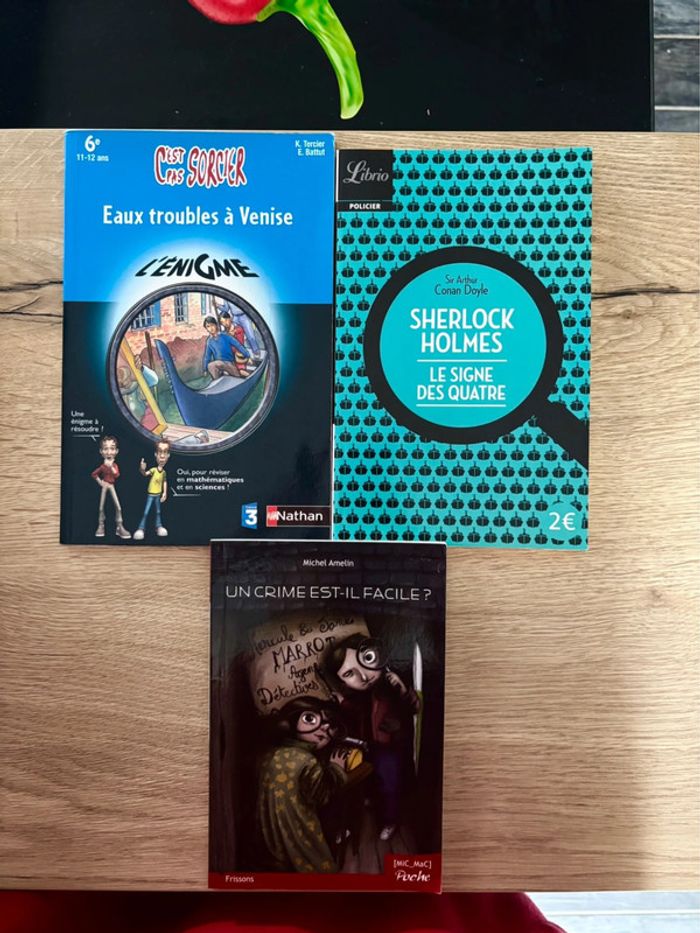 6e
11-12 ans
C'EST PAS SORCIER
K. Tercier
E. Battut
Eaux troubles à Venise
L'ÉNIGME
Une
énigme à
résoudre !
Oui, pour réviser
en mathématiques
et en sciences !
3
Nathan
Librio
POLICIER
Sir Arthur
Conan Doyle
SHERLOCK
HOLMES
LE SIGNE
DES QUATRE
2€
Michel Amelin
UN CRIME EST-IL FACILE ?
Hercule & Jane
MARROT
Détectives
Frissons
[MiC_MaC]
Poche